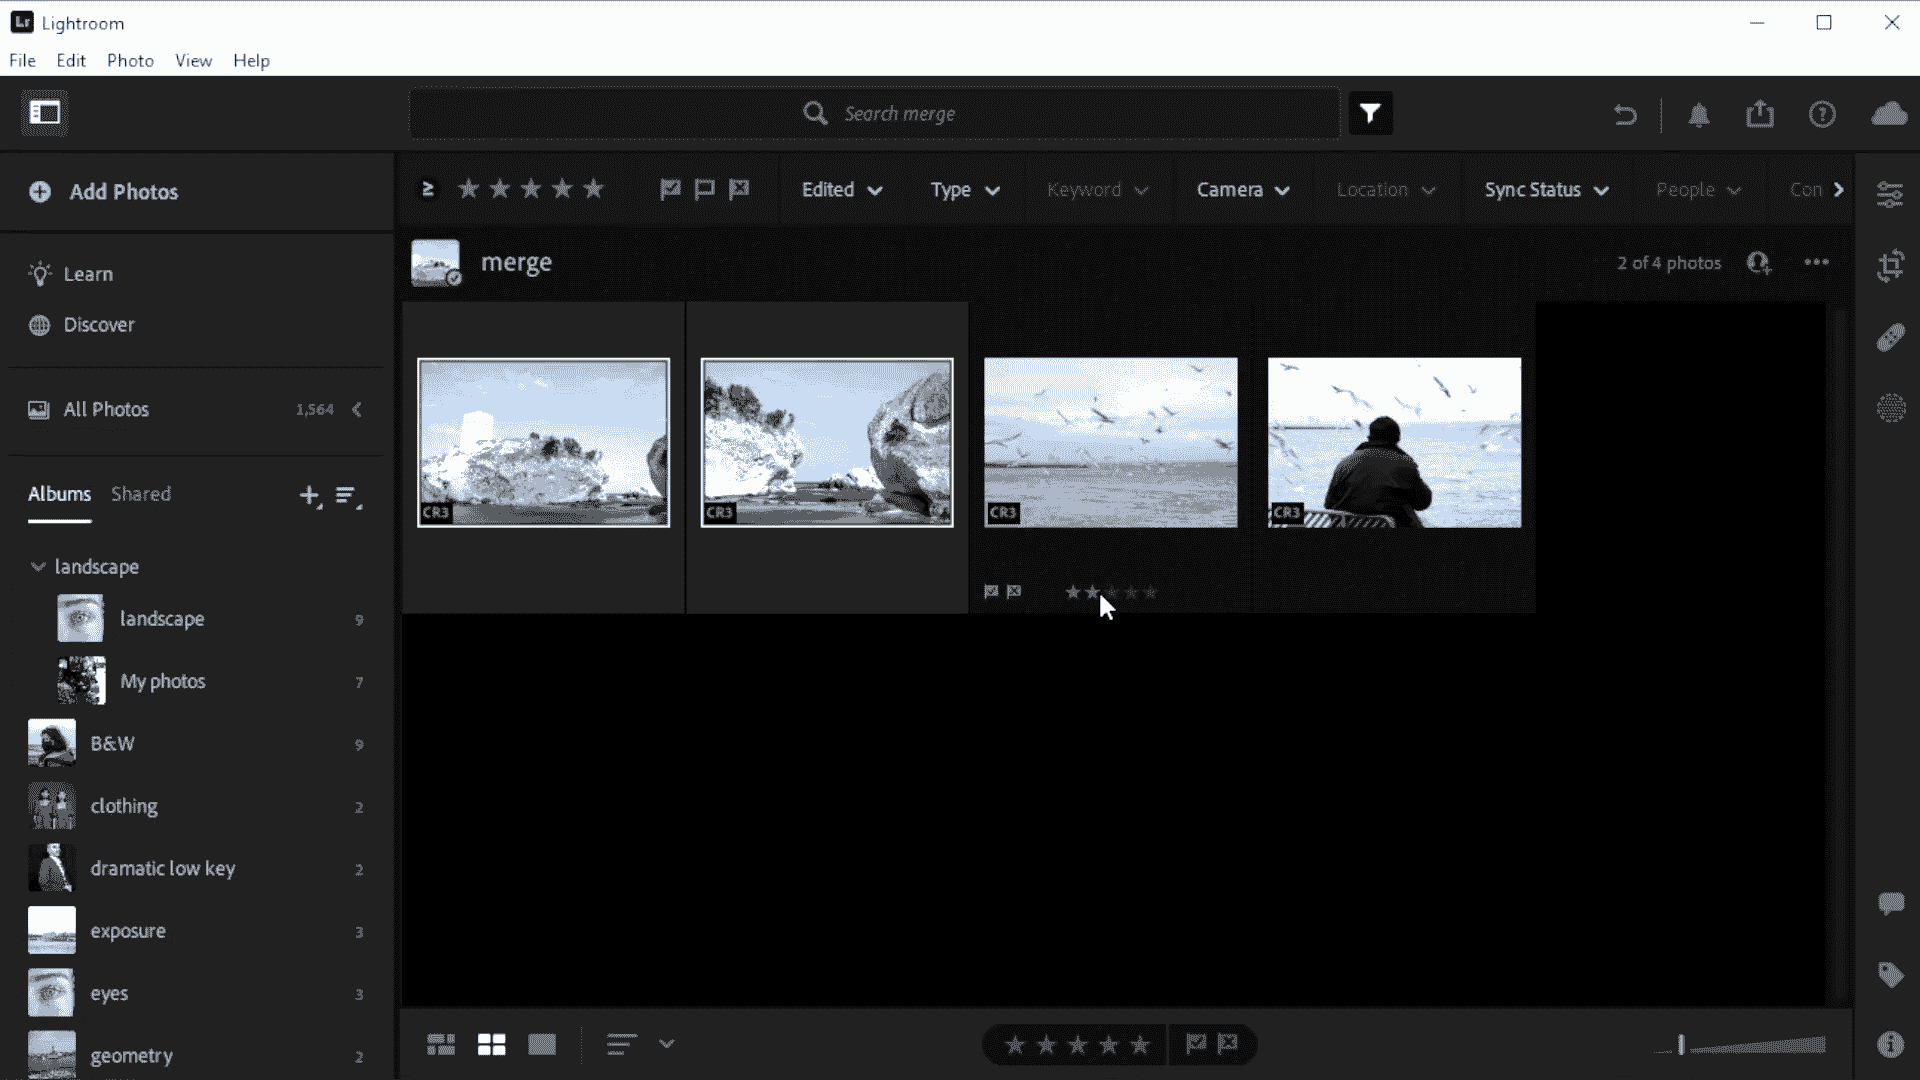 Lr Lightroom
File Edit Photo View Help
Search merge
Add Photos
≥ Edited Type Keyword Camera Location Sync Status People Con
Learn
merge
2 of 4 photos
Discover
All Photos 1,564
CR3 CR3 CR3 CR3
Albums Shared
landscape
landscape 9
My photos 7
B&W 9
clothing 2
dramatic low key 2
exposure 3
eyes 3
geometry 2